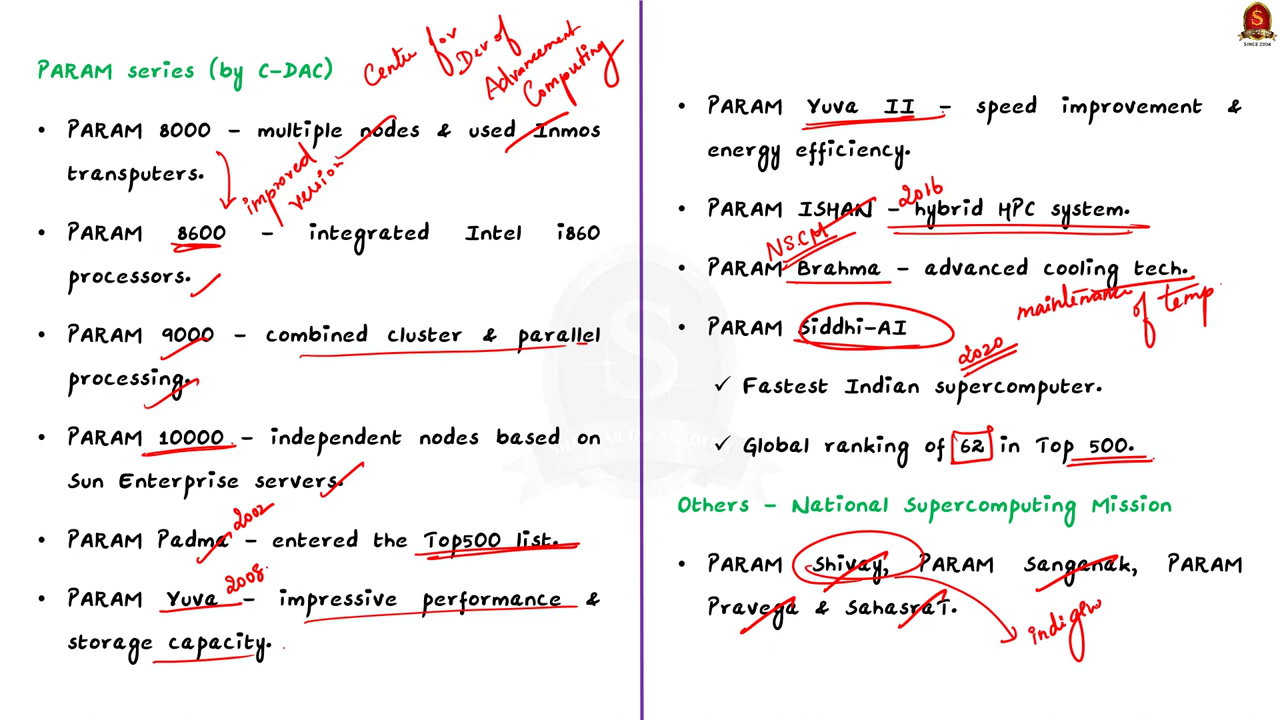 PARAM series (by C-DAC)
Centre for
Dev of
Advancement
Computing
• PARAM 8000 – multiple nodes & used Inmos
transputers.
improved
version
• PARAM 8600 – integrated Intel i860
processors.
• PARAM 9000 – combined cluster & parallel
processing.
• PARAM 10000 – independent nodes based on
Sun Enterprise servers.
2002
• PARAM Padma – entered the Top500 list.
2008.
• PARAM Yuva – impressive performance &
storage capacity.
S
SINCE 2004
• PARAM Yuva II – speed improvement &
energy efficiency.
2016
• PARAM ISHAN – hybrid HPC system.
N.S.C.M
• PARAM Brahma – advanced cooling tech.
maintenance
of temp
• PARAM Siddhi-AI
2020
✓ Fastest Indian supercomputer.
✓ Global ranking of 62 in Top 500.
Others – National Supercomputing Mission
• PARAM Shivay, PARAM Sanganak, PARAM
Pravega & SahasraT.